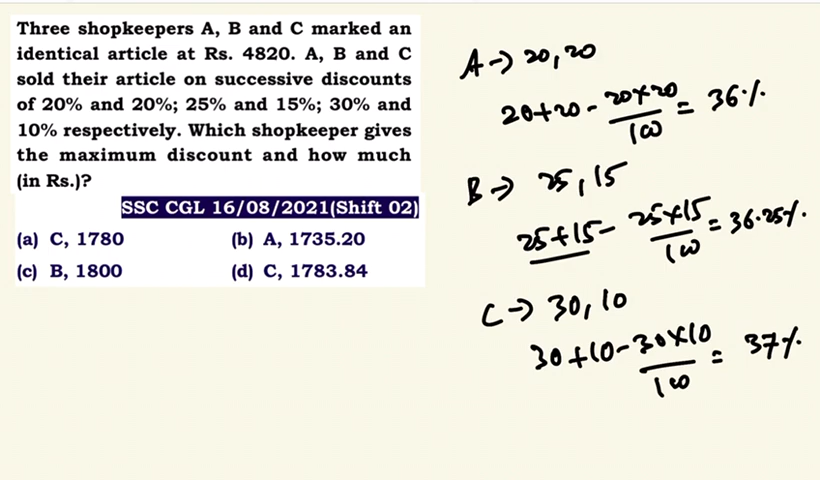 Three shopkeepers A, B and C marked an
identical article at Rs. 4820. A, B and C
sold their article on successive discounts
of 20% and 20%; 25% and 15%; 30% and
10% respectively. Which shopkeeper gives
the maximum discount and how much
(in Rs.)?
SSC CGL 16/08/2021(Shift 02)
(a) C, 1780 (b) A, 1735.20
(c) B, 1800 (d) C, 1783.84
A → 20, 20
20+20 - 20×20/100 = 36%
B → 25, 15
25+15 - 25×15/100 = 36.25%
C → 30, 10
30+10 - 30×10/100 = 37%